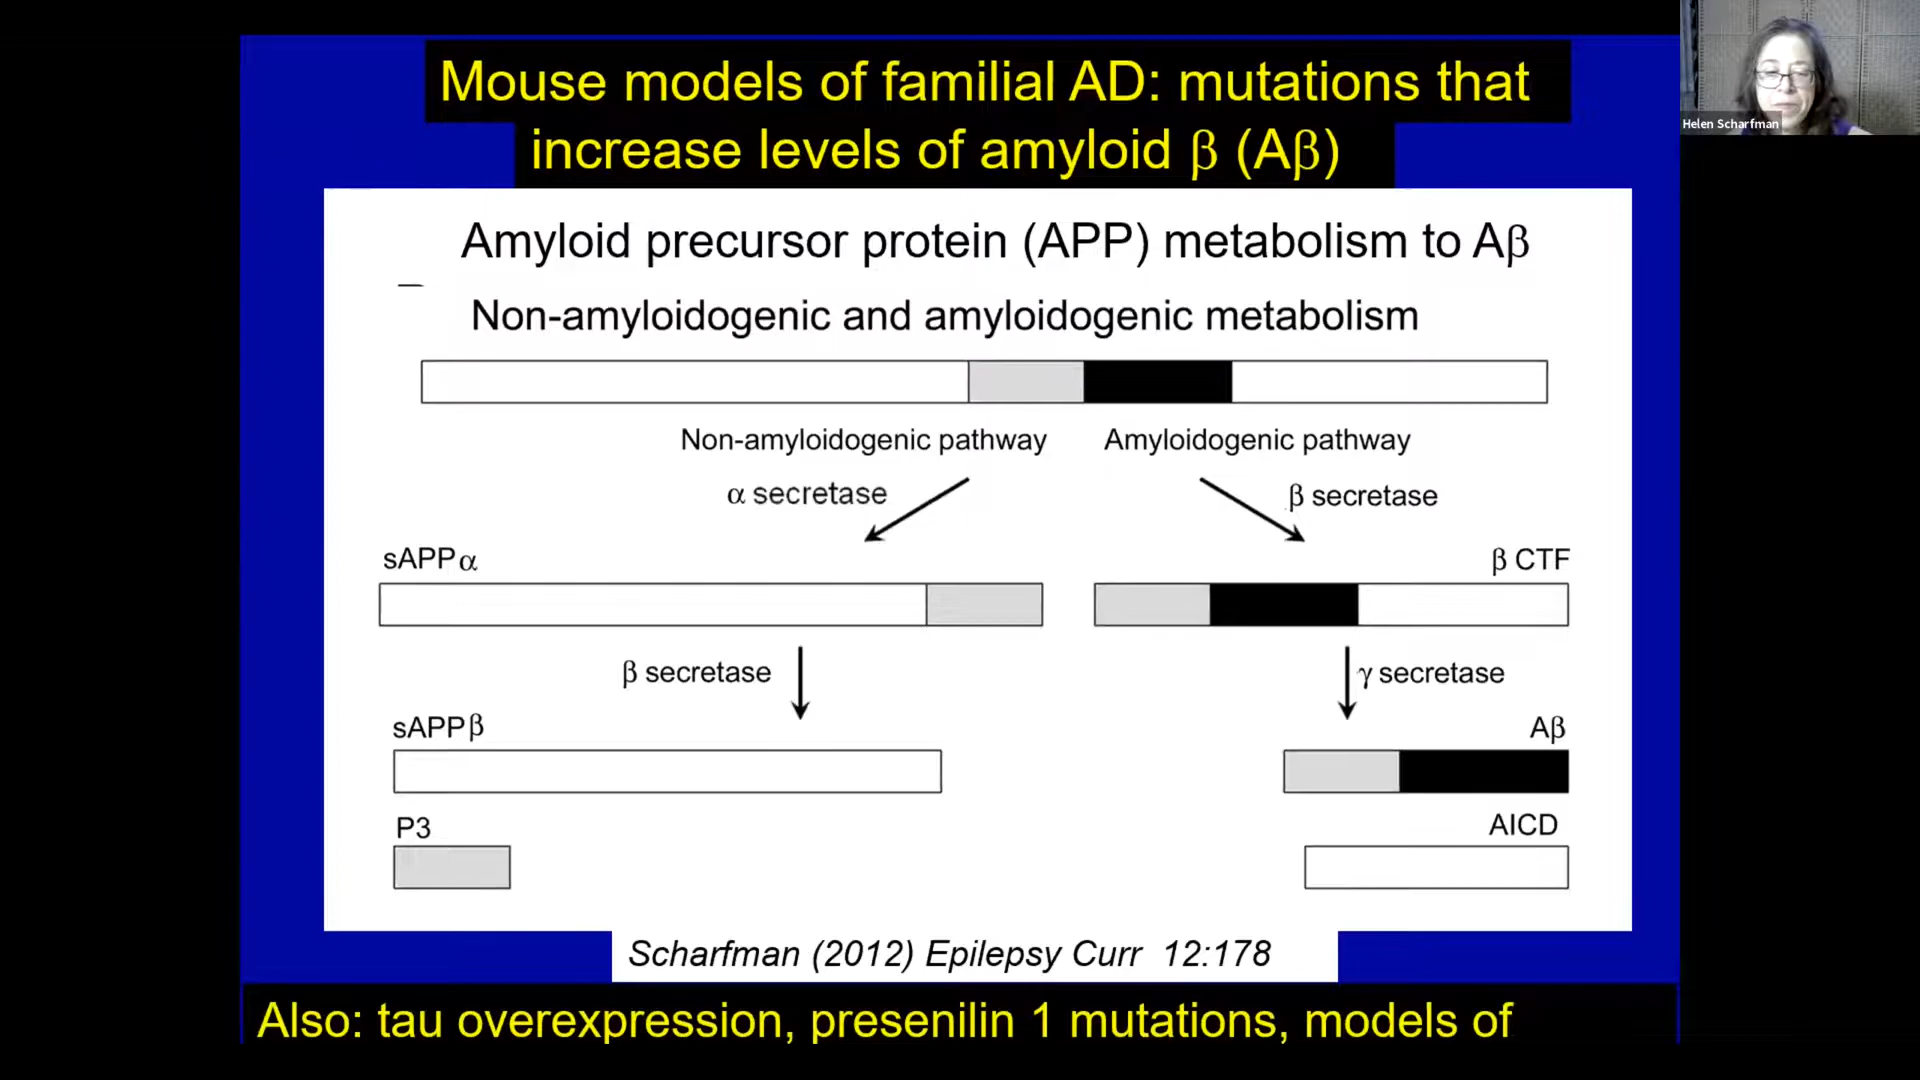 Mouse models of familial AD: mutations that
increase levels of amyloid β (Aβ)
Helen Scharfman
Amyloid precursor protein (APP) metabolism to Aβ
Non-amyloidogenic and amyloidogenic metabolism
Non-amyloidogenic pathway
Amyloidogenic pathway
α secretase
β secretase
sAPP α
β CTF
β secretase
γ secretase
sAPP β
Aβ
P3
AICD
Scharfman (2012) Epilepsy Curr 12:178
Also: tau overexpression, presenilin 1 mutations, models of